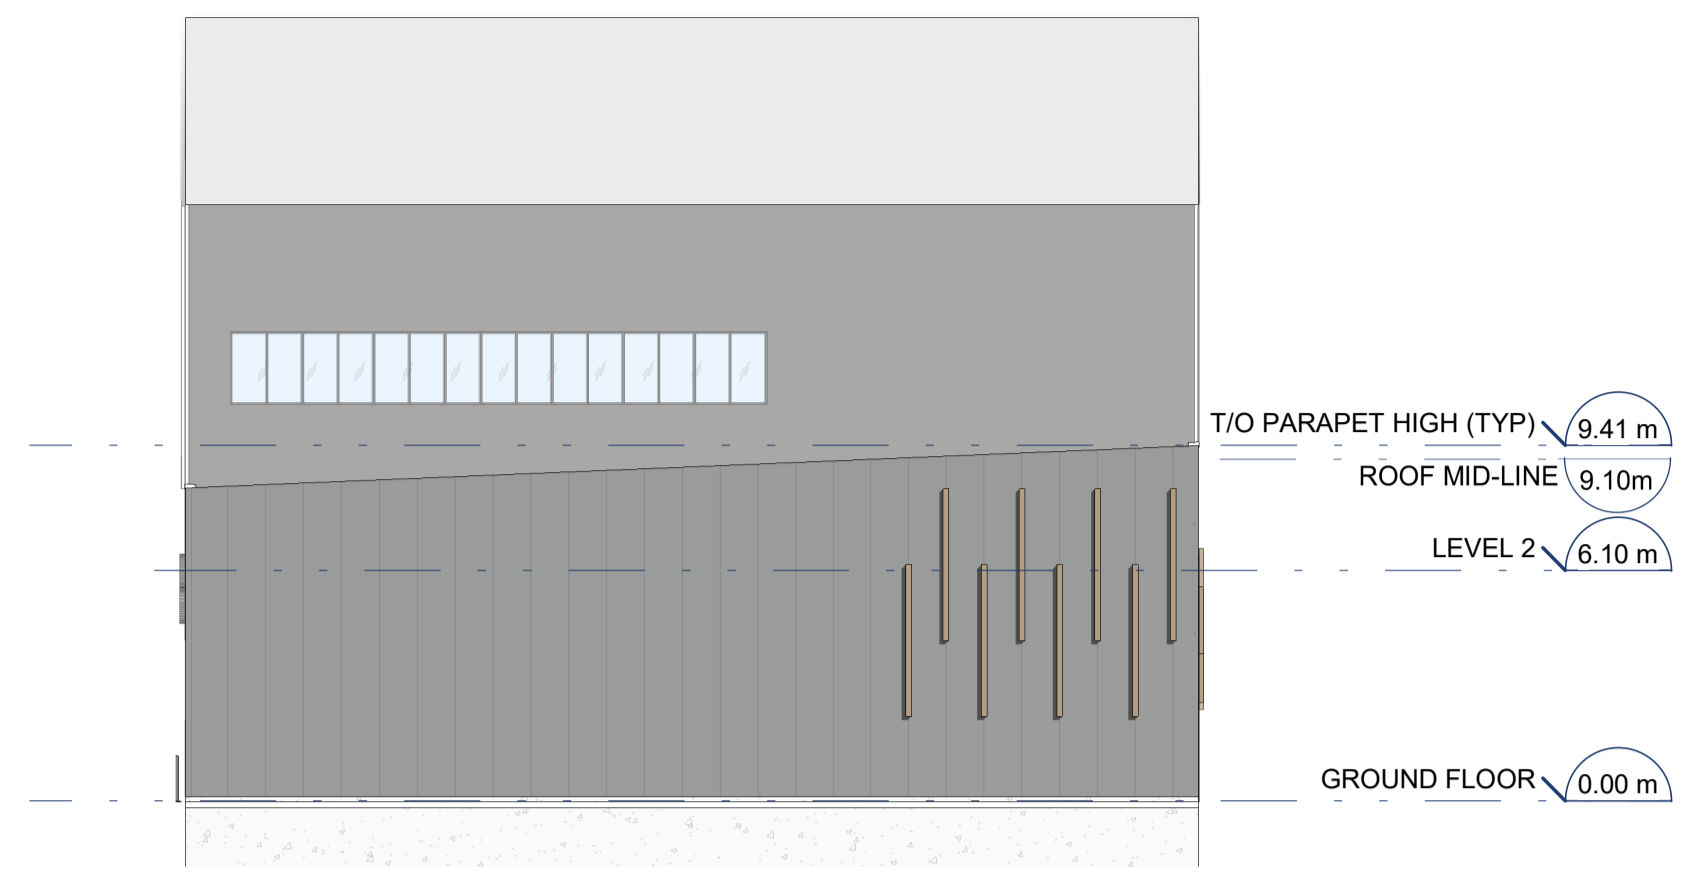 T/O PARAPET HIGH (TYP) 9.41 m
ROOF MID-LINE 9.10m
LEVEL 2 6.10 m
GROUND FLOOR 0.00 m